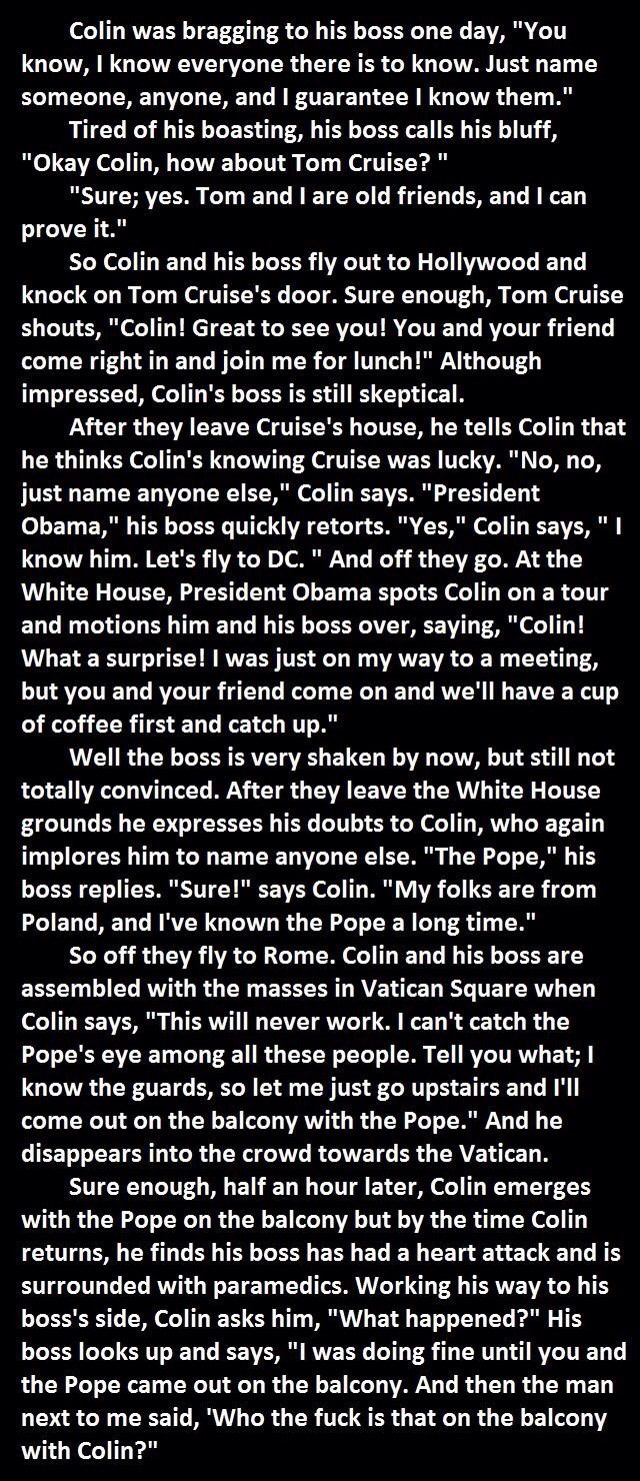 Colin was bragging to his boss one day, "You
know, I know everyone there is to know. Just name
someone, anyone, and I guarantee I know them."
Tired of his boasting, his boss calls his bluff,
"Okay Colin, how about Tom Cruise? "
"Sure; yes. Tom and I are old friends, and I can
prove it."
So Colin and his boss fly out to Hollywood and
knock on Tom Cruise's door. Sure enough, Tom Cruise
shouts, "Colin! Great to see you! You and your friend
come right in and join me for lunch!" Although
impressed, Colin's boss is still skeptical.
After they leave Cruise's house, he tells Colin that
he thinks Colin's knowing Cruise was lucky. "No, no,
just name anyone else," Colin says. "President
Obama," his boss quickly retorts. "Yes," Colin says, " I
know him. Let's fly to DC. " And off they go. At the
White House, President Obama spots Colin on a tour
and motions him and his boss over, saying, "Colin!
What a surprise! I was just on my way to a meeting,
but you and your friend come on and we'll have a cup
of coffee first and catch up."
Well the boss is very shaken by now, but still not
totally convinced. After they leave the White House
grounds he expresses his doubts to Colin, who again
implores him to name anyone else. "The Pope," his
boss replies. "Sure!" says Colin. "My folks are from
Poland, and I've known the Pope a long time."
So off they fly to Rome. Colin and his boss are
assembled with the masses in Vatican Square when
Colin says, "This will never work. I can't catch the
Pope's eye among all these people. Tell you what; I
know the guards, so let me just go upstairs and I'll
come out on the balcony with the Pope." And he
disappears into the crowd towards the Vatican.
Sure enough, half an hour later, Colin emerges
with the Pope on the balcony but by the time Colin
returns, he finds his boss has had a heart attack and is
surrounded with paramedics. Working his way to his
boss's side, Colin asks him, "What happened?" His
boss looks up and says, "I was doing fine until you and
the Pope came out on the balcony. And then the man
next to me said, 'Who the fuck is that on the balcony
with Colin?"